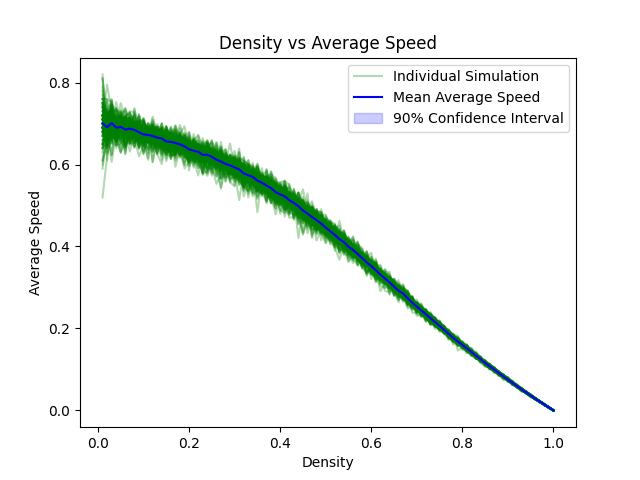 Density vs Average Speed
Individual Simulation
Mean Average Speed
90% Confidence Interval
Average Speed
0.8
0.6
0.4
0.2
0.0
0.0 0.2 0.4 0.6 0.8 1.0
Density